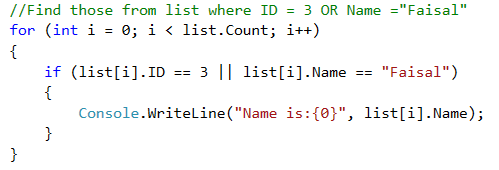 //Find those from list where ID = 3 OR Name ="Faisal"
for (int i = 0; i < list.Count; i++)
{
    if (list[i].ID == 3 || list[i].Name == "Faisal")
    {
        Console.WriteLine("Name is:{0}", list[i].Name);
    }
}